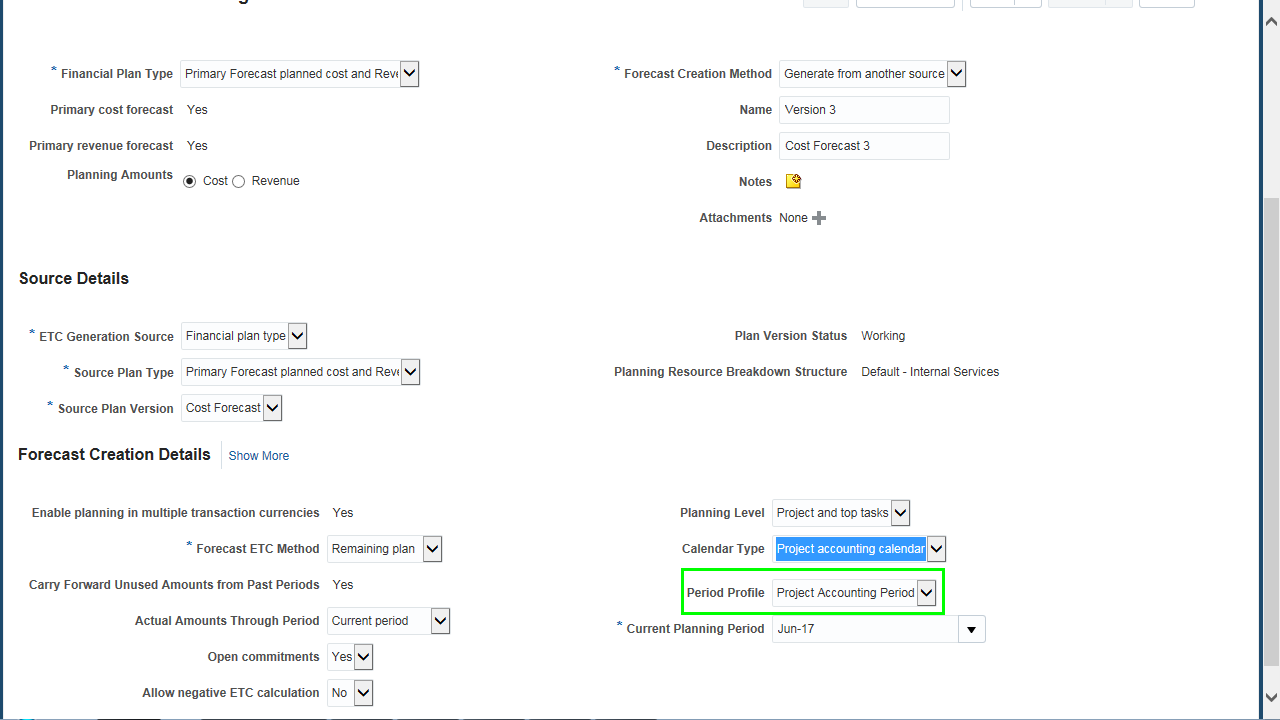 * Financial Plan Type Primary Forecast planned cost and Reve
Primary cost forecast Yes
Primary revenue forecast Yes
Planning Amounts Cost Revenue
* Forecast Creation Method Generate from another source
Name Version 3
Description Cost Forecast 3
Notes
Attachments None
Source Details
* ETC Generation Source Financial plan type
* Source Plan Type Primary Forecast planned cost and Reve
* Source Plan Version Cost Forecast
Plan Version Status Working
Planning Resource Breakdown Structure Default - Internal Services
Forecast Creation Details Show More
Enable planning in multiple transaction currencies Yes
* Forecast ETC Method Remaining plan
Carry Forward Unused Amounts from Past Periods Yes
Actual Amounts Through Period Current period
Open commitments Yes
Allow negative ETC calculation No
Planning Level Project and top tasks
Calendar Type Project accounting calendar
Period Profile Project Accounting Period
* Current Planning Period Jun-17